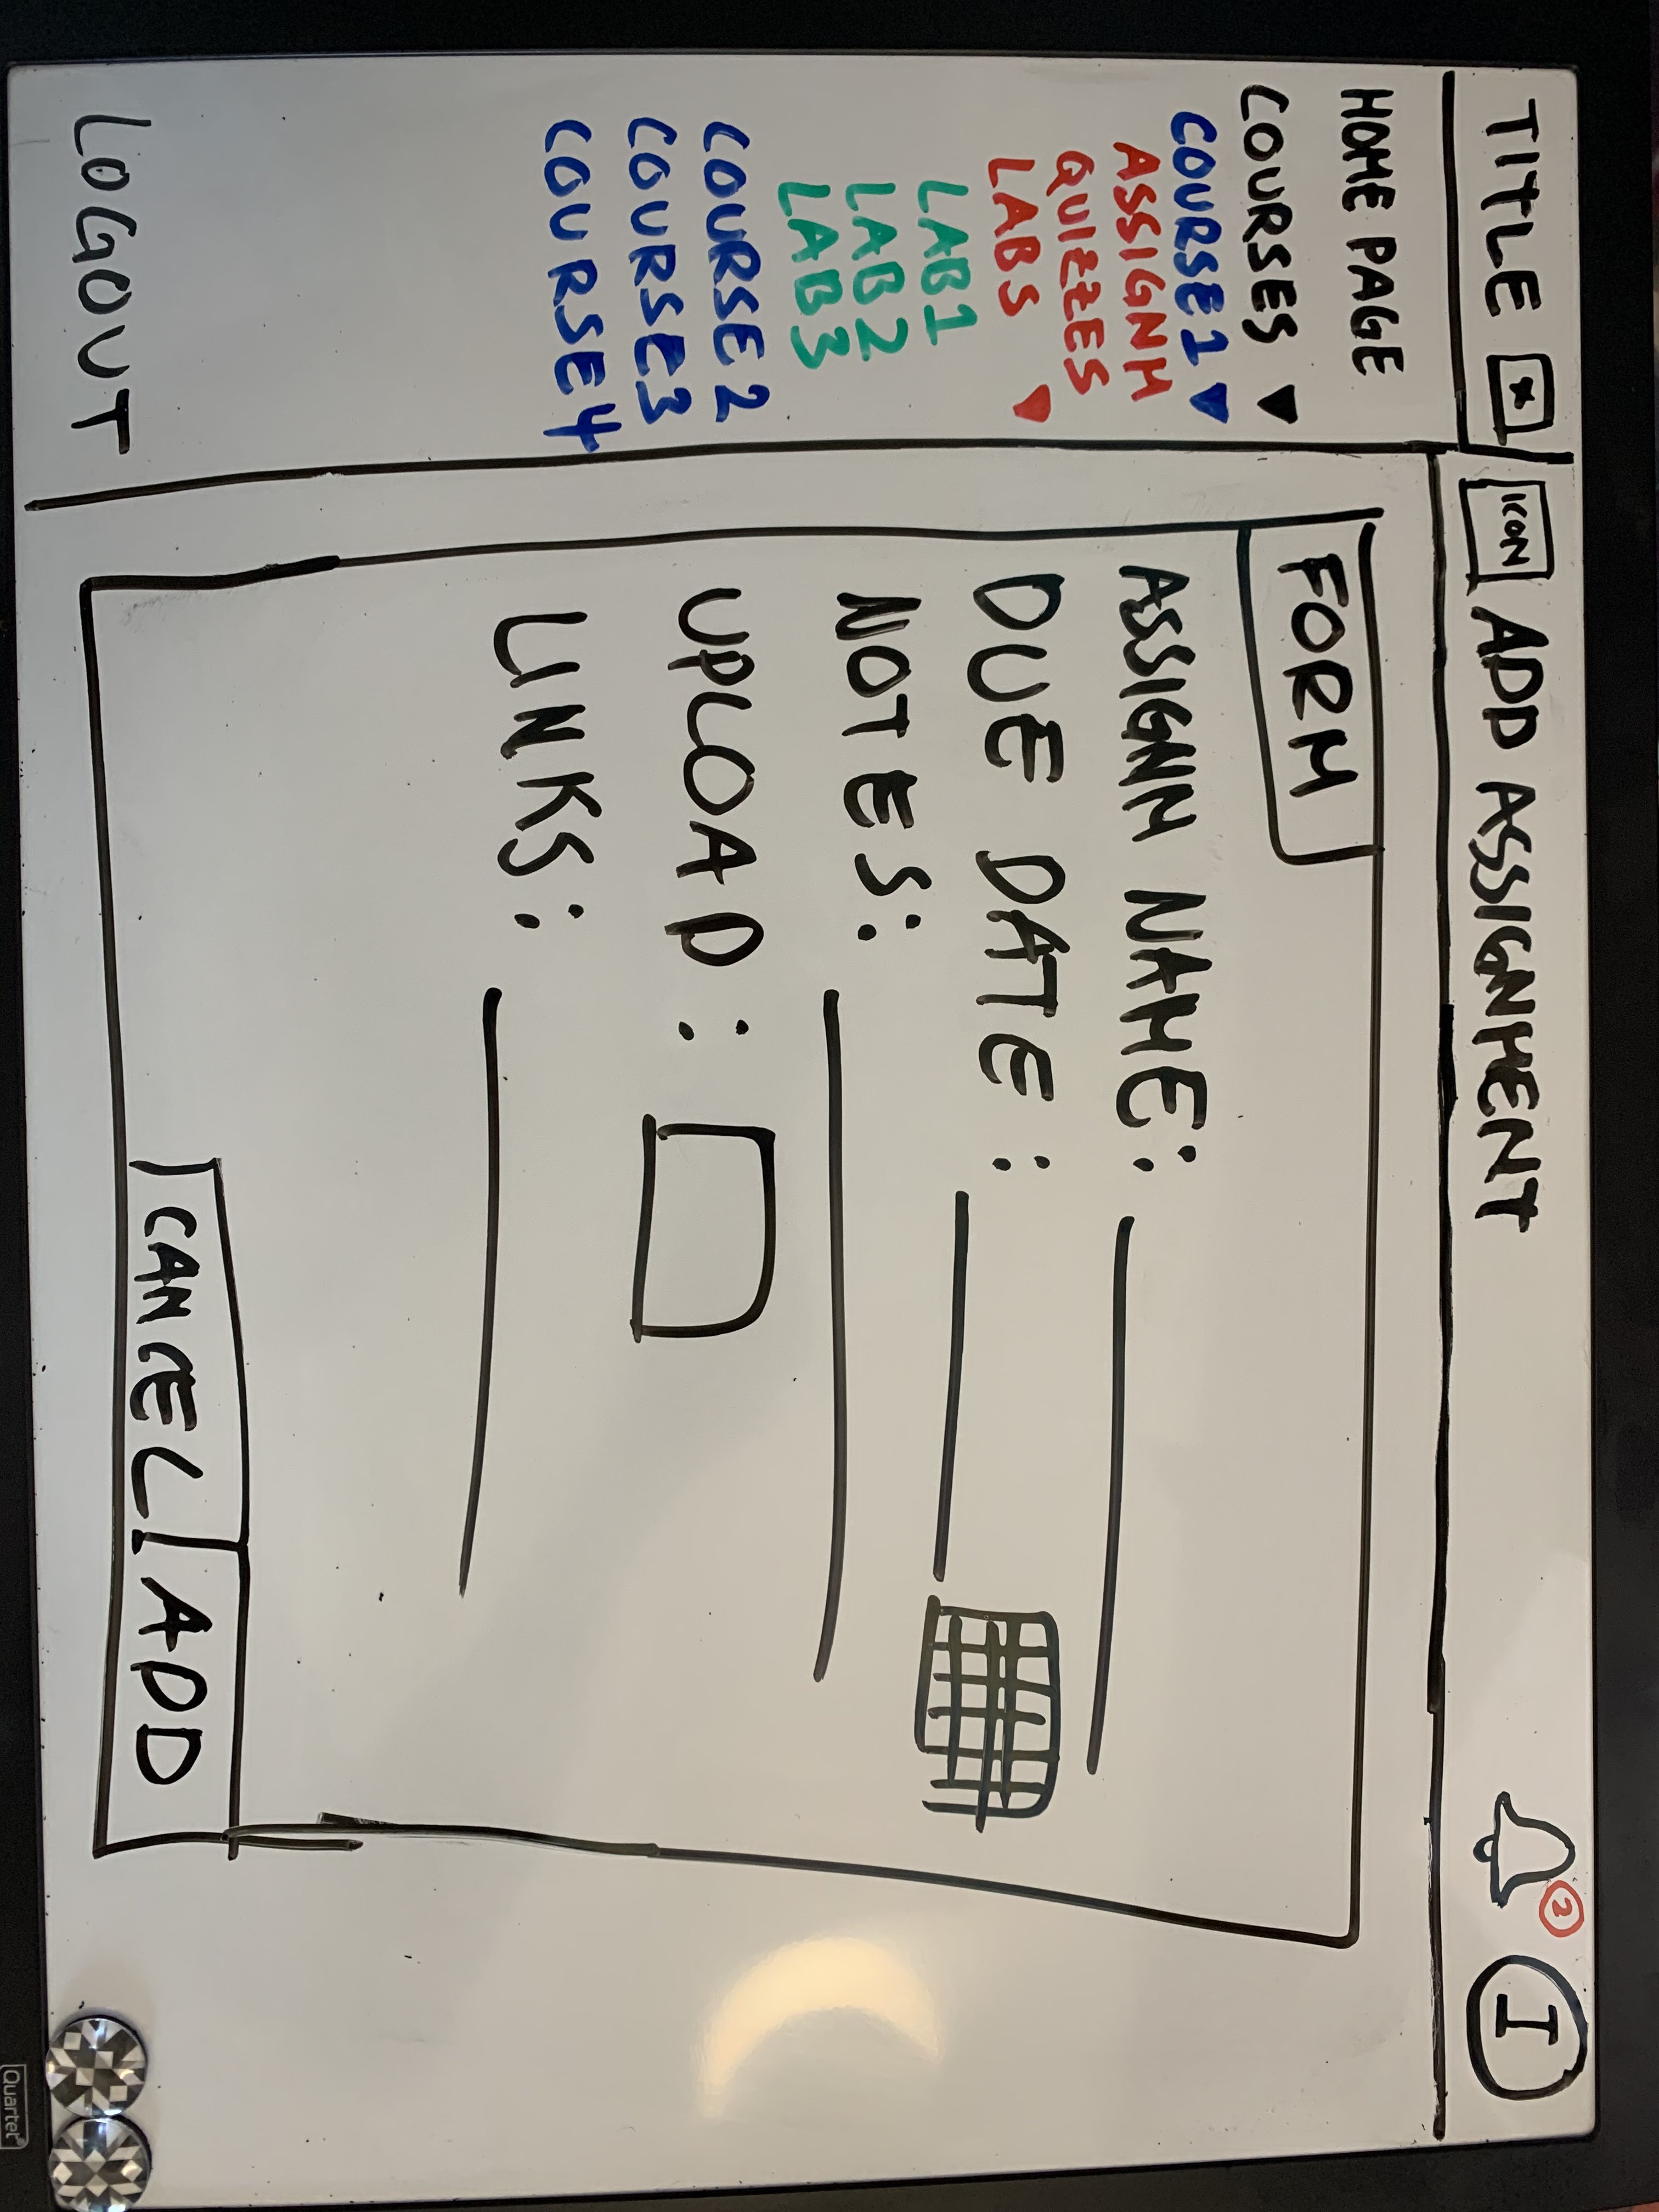 TITLE
ICON ADD ASSIGNMENT
2
I
HOME PAGE
COURSES
COURSE 1
ASSIGNM
QUIZZES
LABS
LAB1
LAB2
LAB3
COURSE 2
COURSE3
COURSE4
LOGOUT
FORM
ASSIGNM NAME:
DUE DATE:
NOTES:
UPLOAD:
LINKS:
CANCEL ADD
Quartet